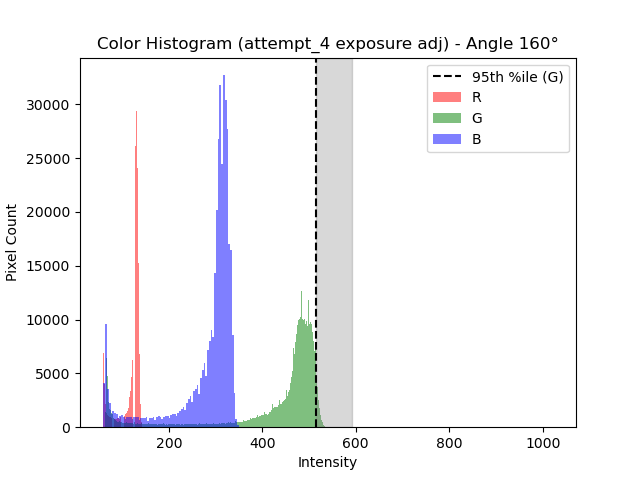 Color Histogram (attempt_4 exposure adj) - Angle 160°
95th %ile (G)
R
G
B
Pixel Count
30000
25000
20000
15000
10000
5000
0
200
400
600
800
1000
Intensity